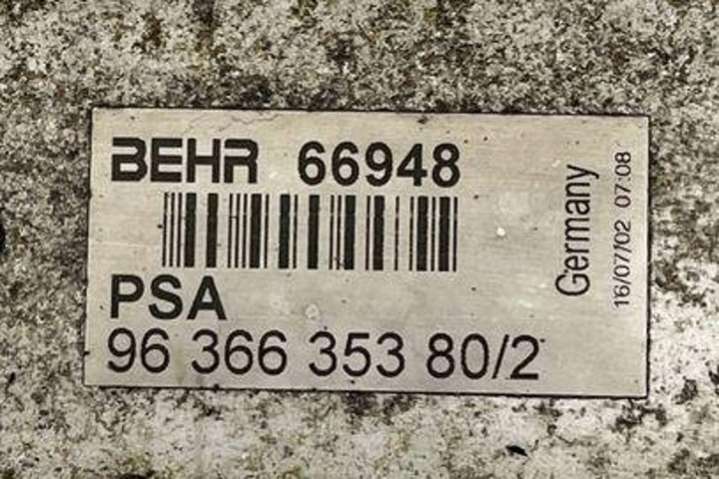 BEHR 66948
PSA
96 366 353 80/2
Germany
16/07/02 07:08